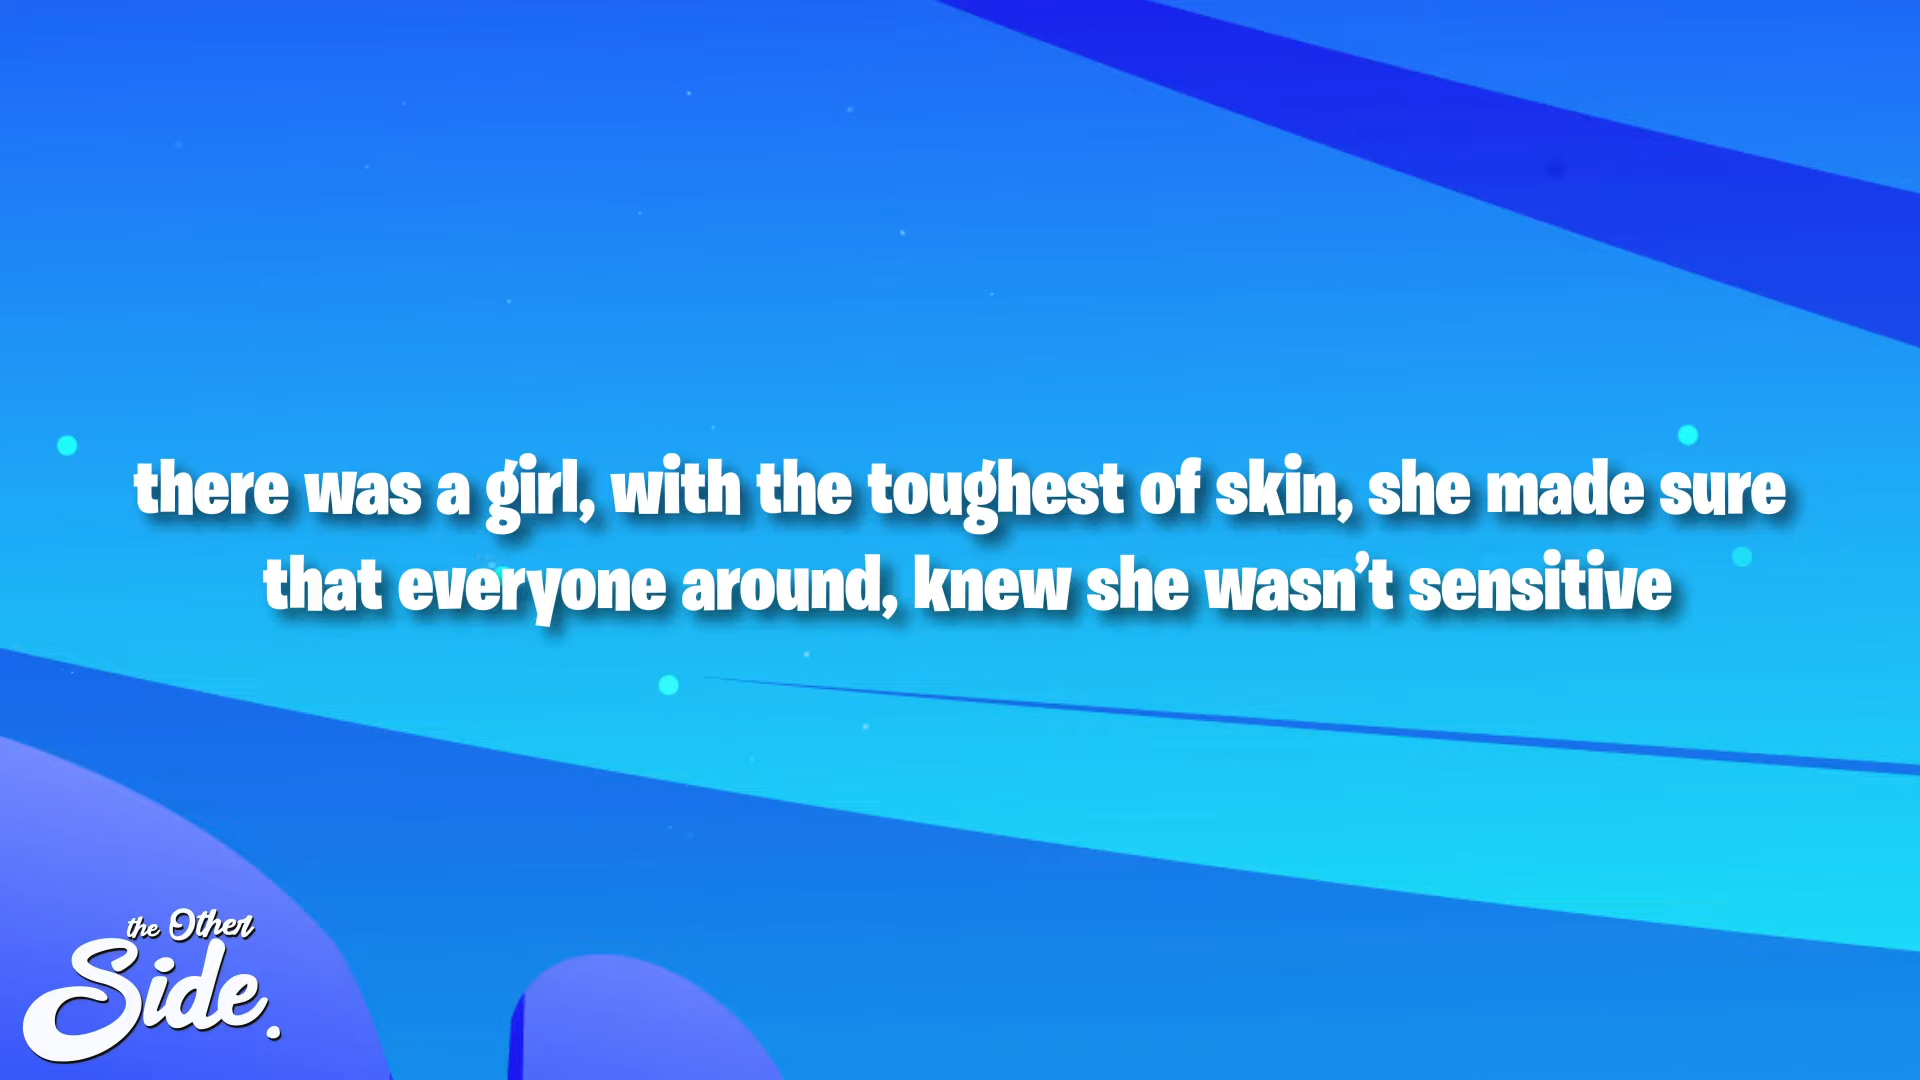 there was a girl, with the toughest of skin, she made sure
that everyone around, knew she wasn't sensitive
the Other
Side.